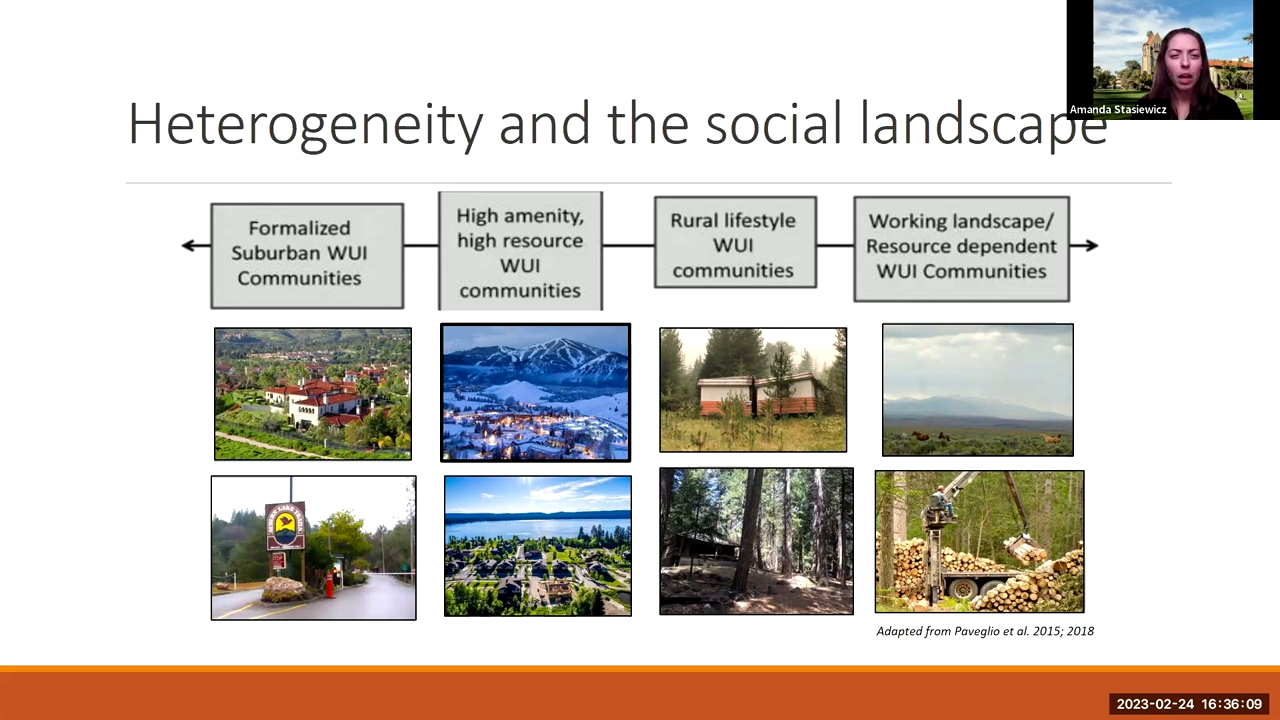 Amanda Stasiewicz
Heterogeneity and the social landscape
Formalized
Suburban WUI
Communities
High amenity,
high resource
WUI
communities
Rural lifestyle
WUI
communities
Working landscape/
Resource dependent
WUI Communities
Adapted from Paveglio et al. 2015; 2018
2023-02-24 16:36:09